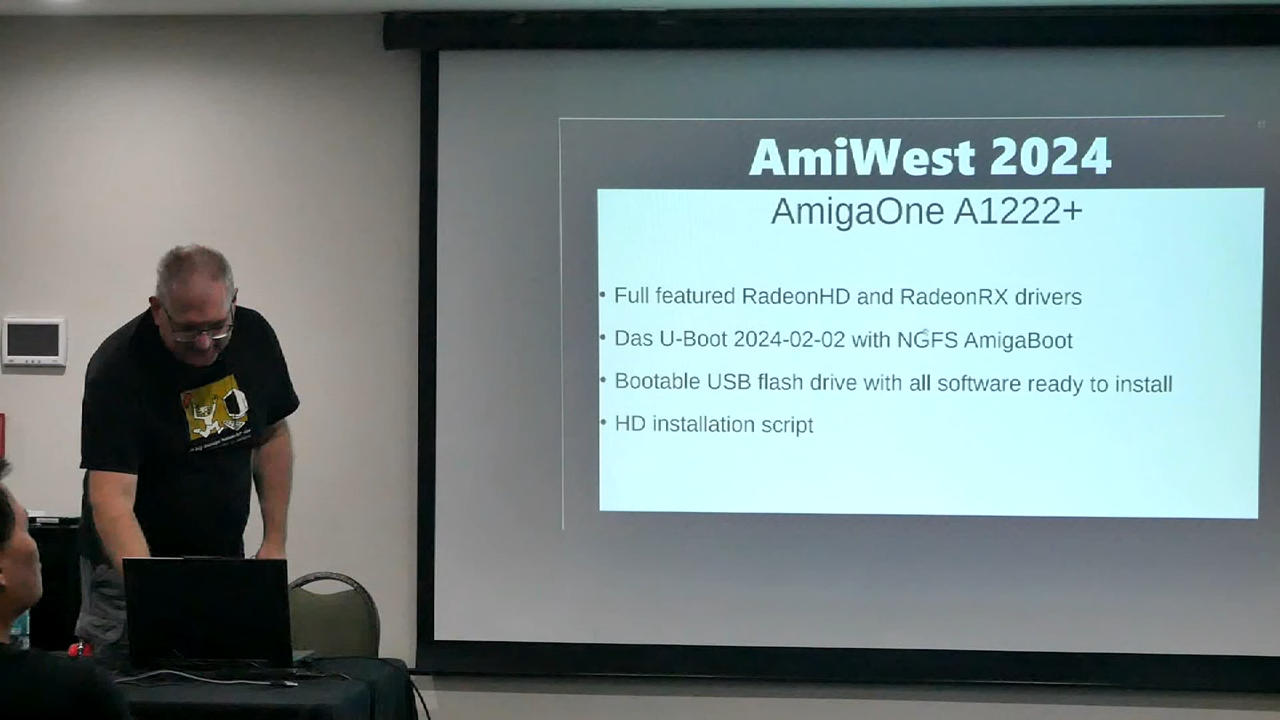 AmiWest 2024
AmigaOne A1222+
• Full featured RadeonHD and RadeonRX drivers
• Das U-Boot 2024-02-02 with NGFS AmigaBoot
• Bootable USB flash drive with all software ready to install
• HD installation script